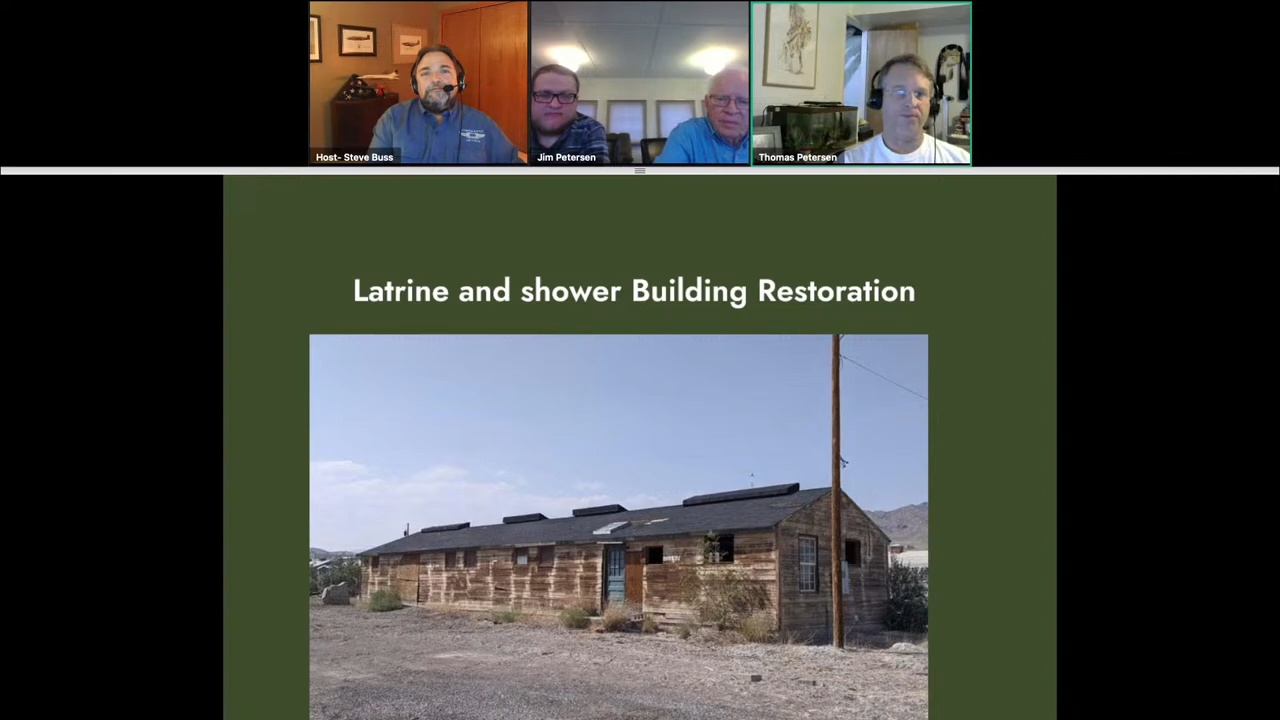 Host- Steve Buss
Jim Petersen
Thomas Petersen
Latrine and shower Building Restoration